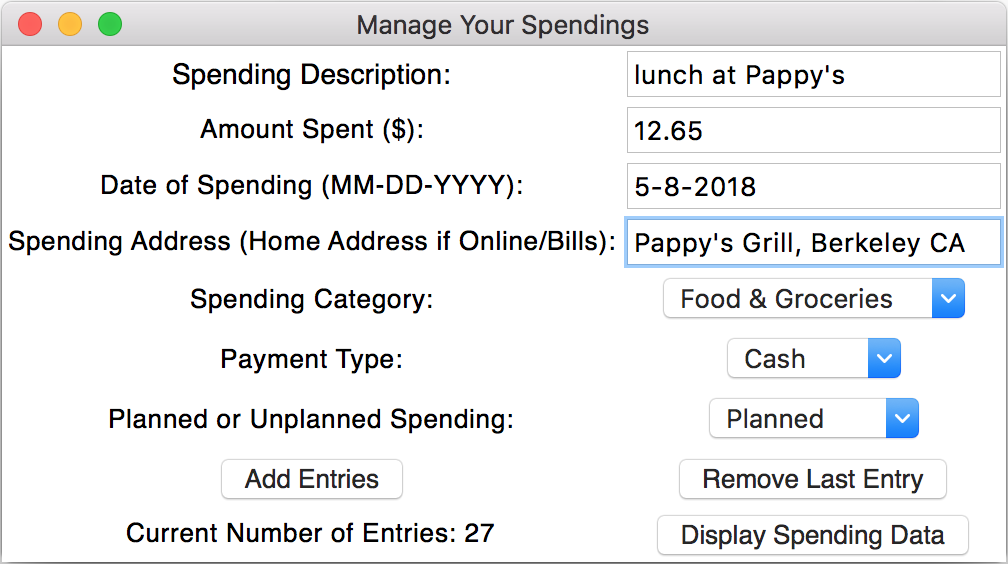 Manage Your Spendings
Spending Description: lunch at Pappy's
Amount Spent ($): 12.65
Date of Spending (MM-DD-YYYY): 5-8-2018
Spending Address (Home Address if Online/Bills): Pappy's Grill, Berkeley CA
Spending Category: Food & Groceries
Payment Type: Cash
Planned or Unplanned Spending: Planned
Add Entries Remove Last Entry
Current Number of Entries: 27 Display Spending Data